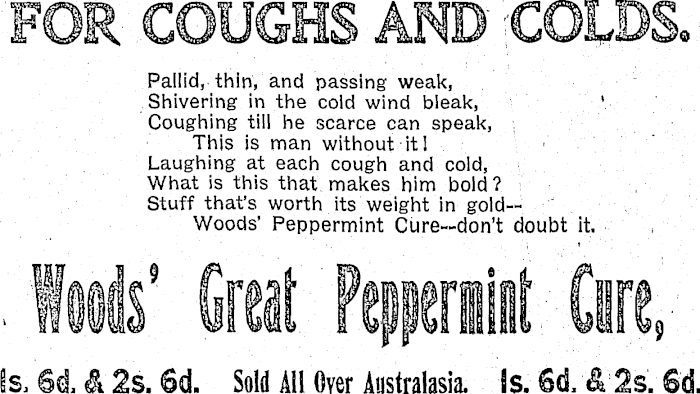 FOR COUGHS AND COLDS.
Pallid, thin, and passing weak,
Shivering in the cold wind bleak,
Coughing till he scarce can speak,
This is man without it!
Laughing at each cough and cold,
What is this that makes him bold?
Stuff that's worth its weight in gold--
Woods' Peppermint Cure--don't doubt it.
Woods' Great Peppermint Cure,
1s. 6d. & 2s. 6d. Sold All Over Australasia. 1s. 6d. & 2s. 6d.